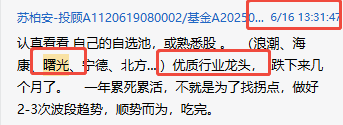 苏柏安-投顾A1120619080002/基金A20250... 6/16 13:31:47
认真看看 自己的自选池，或熟悉股 。 （浪潮、海
康、曙光、宁德、北方...）优质行业龙头， 跌下来几
个月了。 一年累死累活，不就是为了找拐点，做好
2-3次波段趋势，顺势而为，吃完。